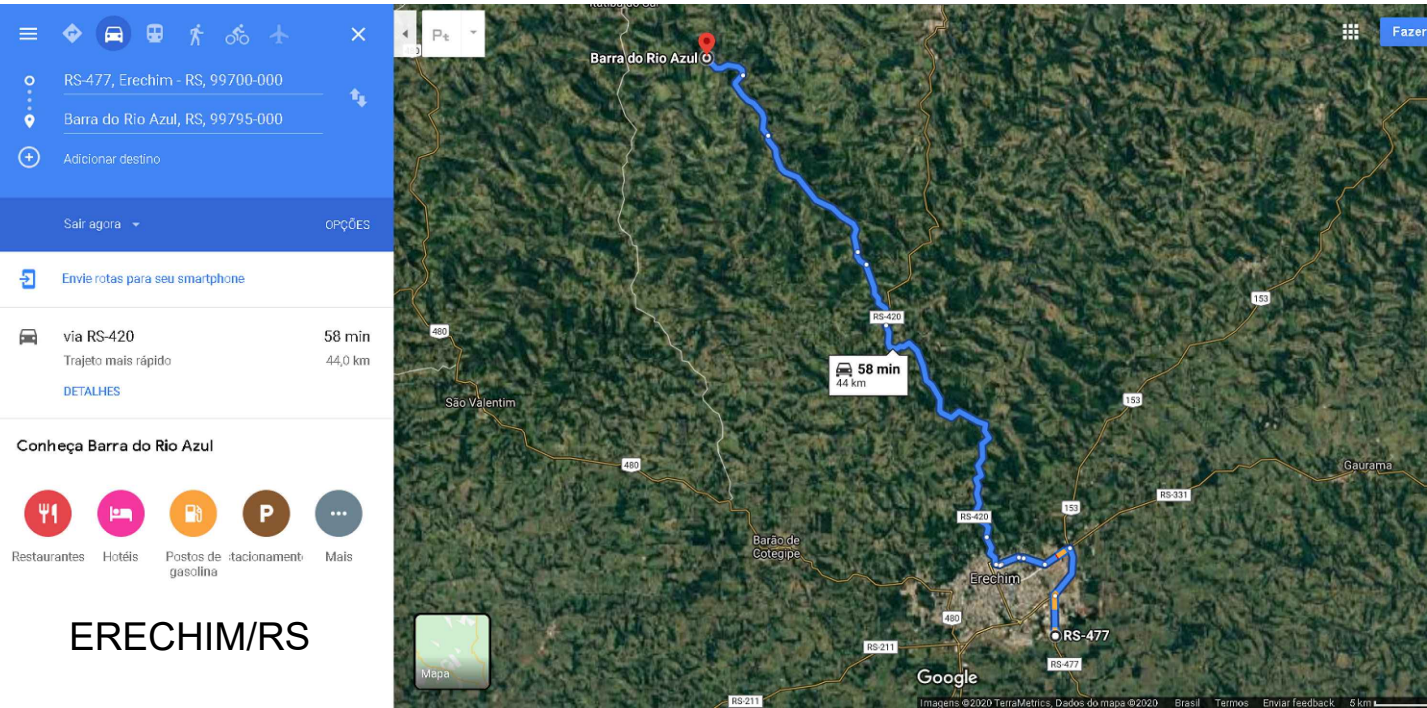 RS-477, Erechim - RS, 99700-000
Barra do Rio Azul, RS, 99795-000
Adicionar destino
Sair agora
OPÇÕES
Envie rotas para seu smartphone
via RS-420
58 min
Trajeto mais rápido
44,0 km
DETALHES
Conheça Barra do Rio Azul
P
Restaurantes
Hotéis
Postos de
gasolina
tacionament
Mais
ERECHIM/RS
Fazer
Barra do Rio Azul
153
480
RS-420
58 min
44 km
153
São Valentim
480
Gaurama
RS-331
153
RS-420
Barão de
Cotegipe
Erechim
480
RS-477
RS-211
RS-477
Mapa
Google
RS-211
Imagens ©2020 TerraMetrics, Dados do mapa ©2020
Brasil
Termos
Enviar feedback
5 km